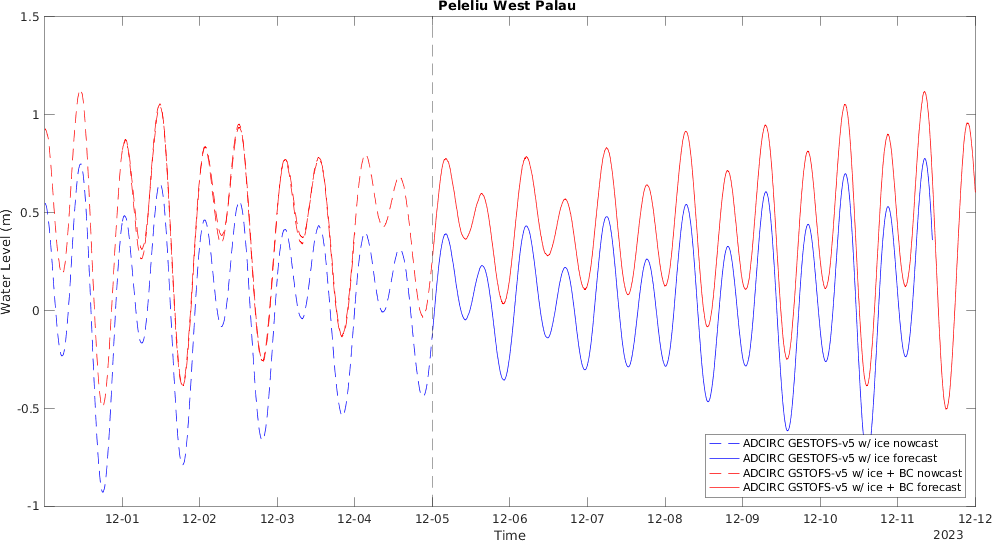 Peleliu West Palau
1.5
1
0.5
0
-0.5
-1
Water Level (m)
12-01 12-02 12-03 12-04 12-05 12-06 12-07 12-08 12-09 12-10 12-11 12-12
Time
2023
ADCIRC GESTOFS-v5 w/ ice nowcast
ADCIRC GESTOFS-v5 w/ ice forecast
ADCIRC GSTOFS-v5 w/ ice + BC nowcast
ADCIRC GSTOFS-v5 w/ ice + BC forecast